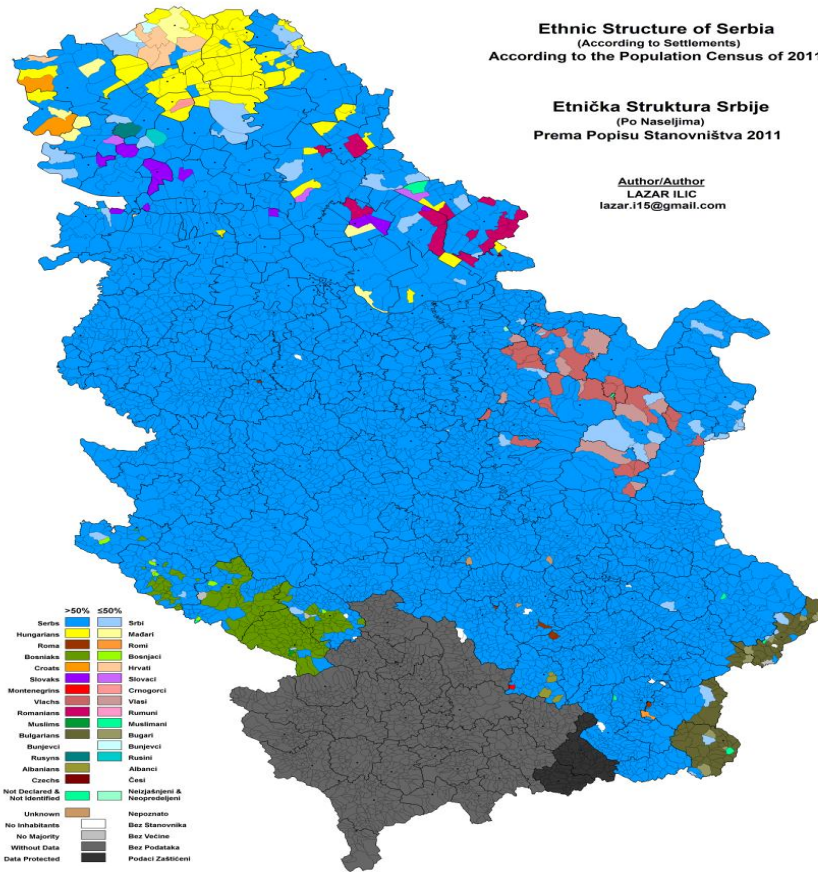 Ethnic Structure of Serbia
(According to Settlements)
According to the Population Census of 2011
Etnička Struktura Srbije
(Po Naseljima)
Prema Popisu Stanovništva 2011
Author/Author
LAZAR ILIC
lazar.i15@gmail.com
>50% ≤50%
Serbs Srbi
Hungarians Mađari
Roma Romi
Bosniaks Bosnjaci
Croats Hrvati
Slovaks Slovaci
Montenegrins Crnogorci
Vlachs Vlasi
Romanians Rumuni
Muslims Muslimani
Bulgarians Bugari
Bunjevci Bunjevci
Rusyns Rusini
Albanians Albanci
Czechs Česi
Not Declared & Neizjašnjeni &
Not Identified Neopredeljeni
Unknown Nepoznato
No Inhabitants Bez Stanovnika
No Majority Bez Većine
Without Data Bez Podataka
Data Protected Podaci Zaštićeni